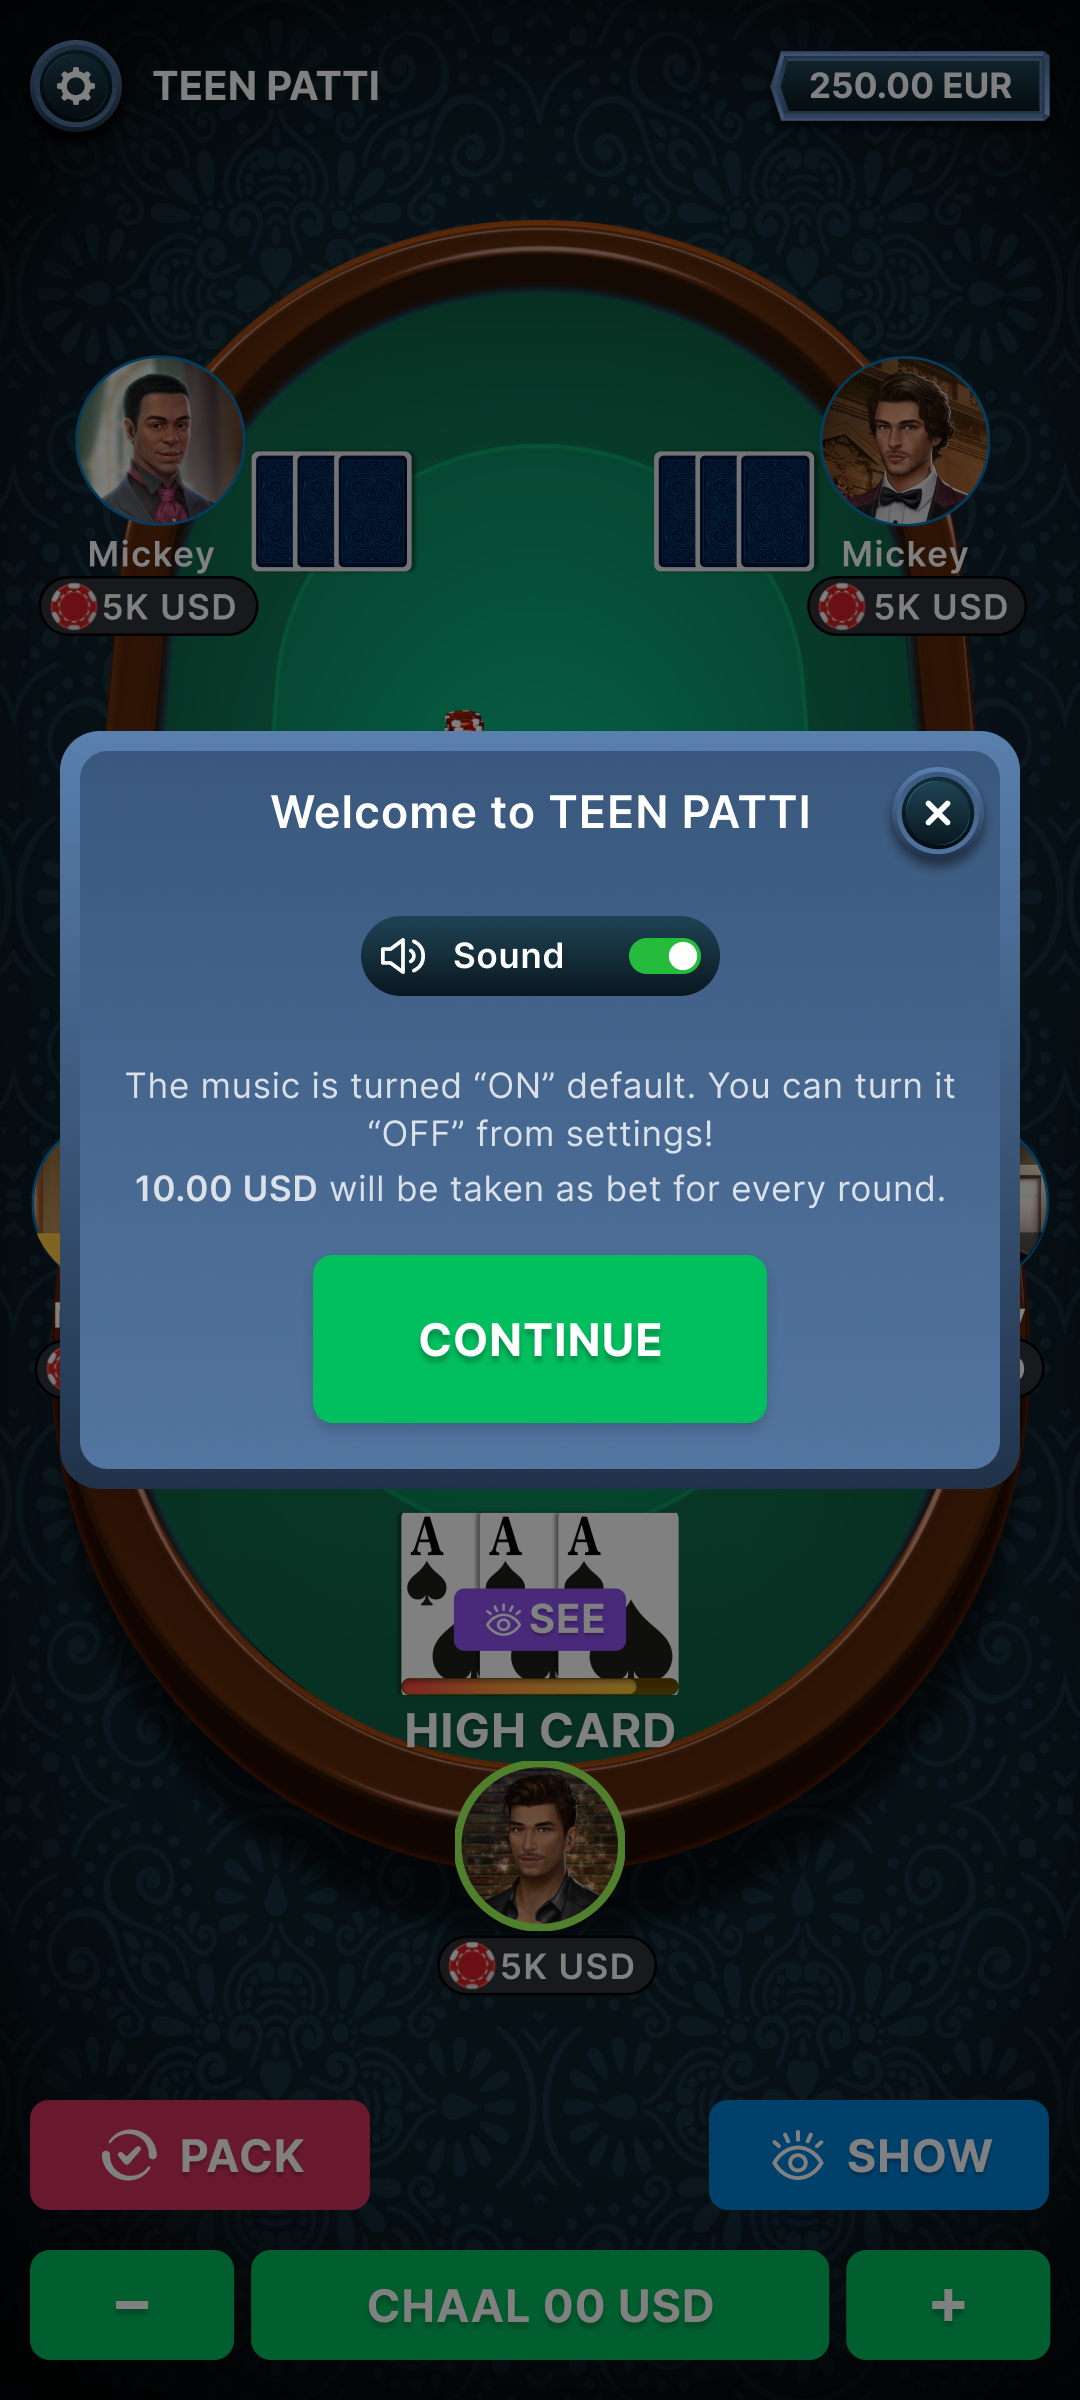 TEEN PATTI
250.00 EUR
Mickey
5K USD
Mickey
5K USD
Welcome to TEEN PATTI
Sound
The music is turned “ON” default. You can turn it
“OFF” from settings!
10.00 USD will be taken as bet for every round.
CONTINUE
A A A
SEE
HIGH CARD
5K USD
PACK
SHOW
−
CHAAL 00 USD
+